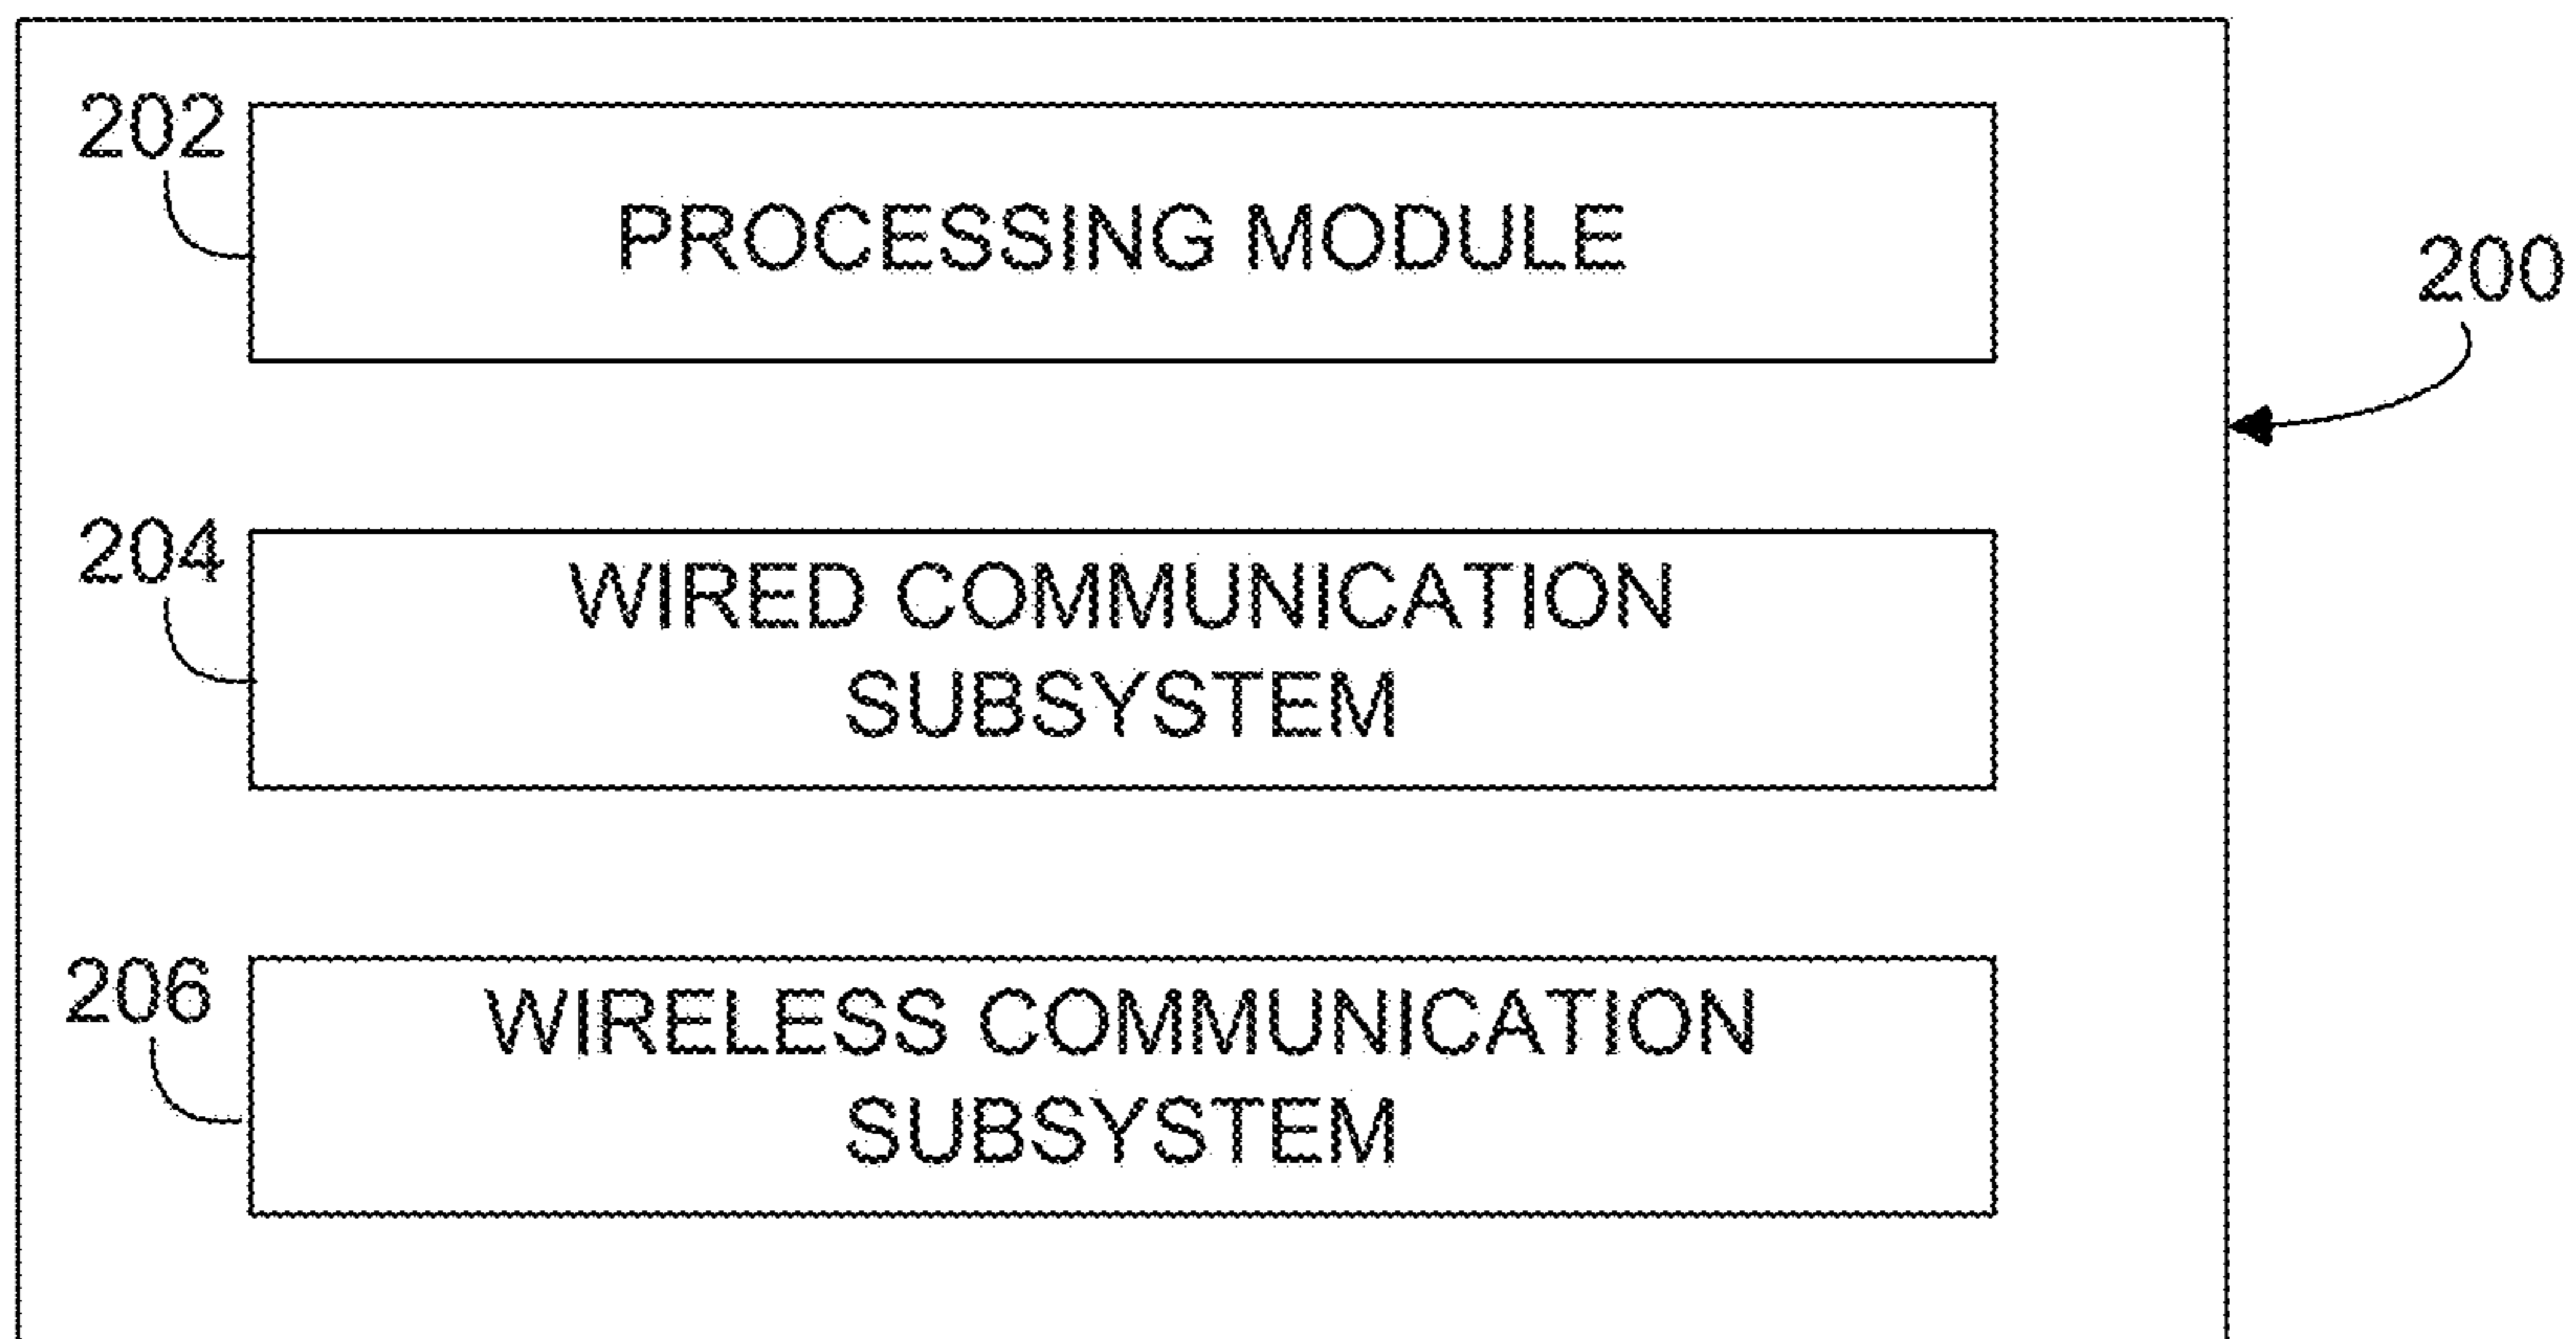 202
PROCESSING MODULE
200
204
WIRED COMMUNICATION
SUBSYSTEM
206
WIRELESS COMMUNICATION
SUBSYSTEM